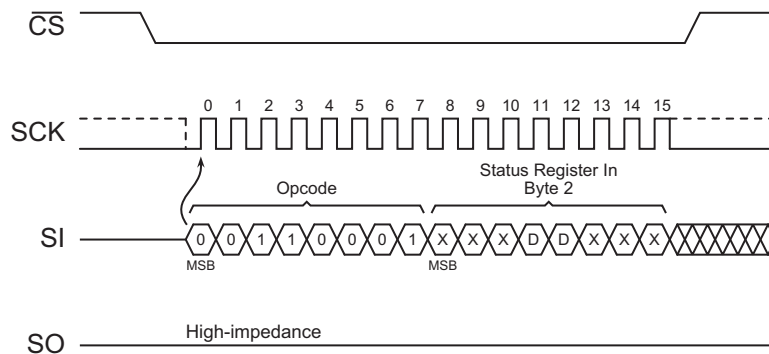 CS
0 1 2 3 4 5 6 7 8 9 10 11 12 13 14 15
SCK
Status Register In
Opcode Byte 2
SI 0 0 1 1 0 0 0 1 X X X D D X X X
MSB MSB
High-impedance
SO